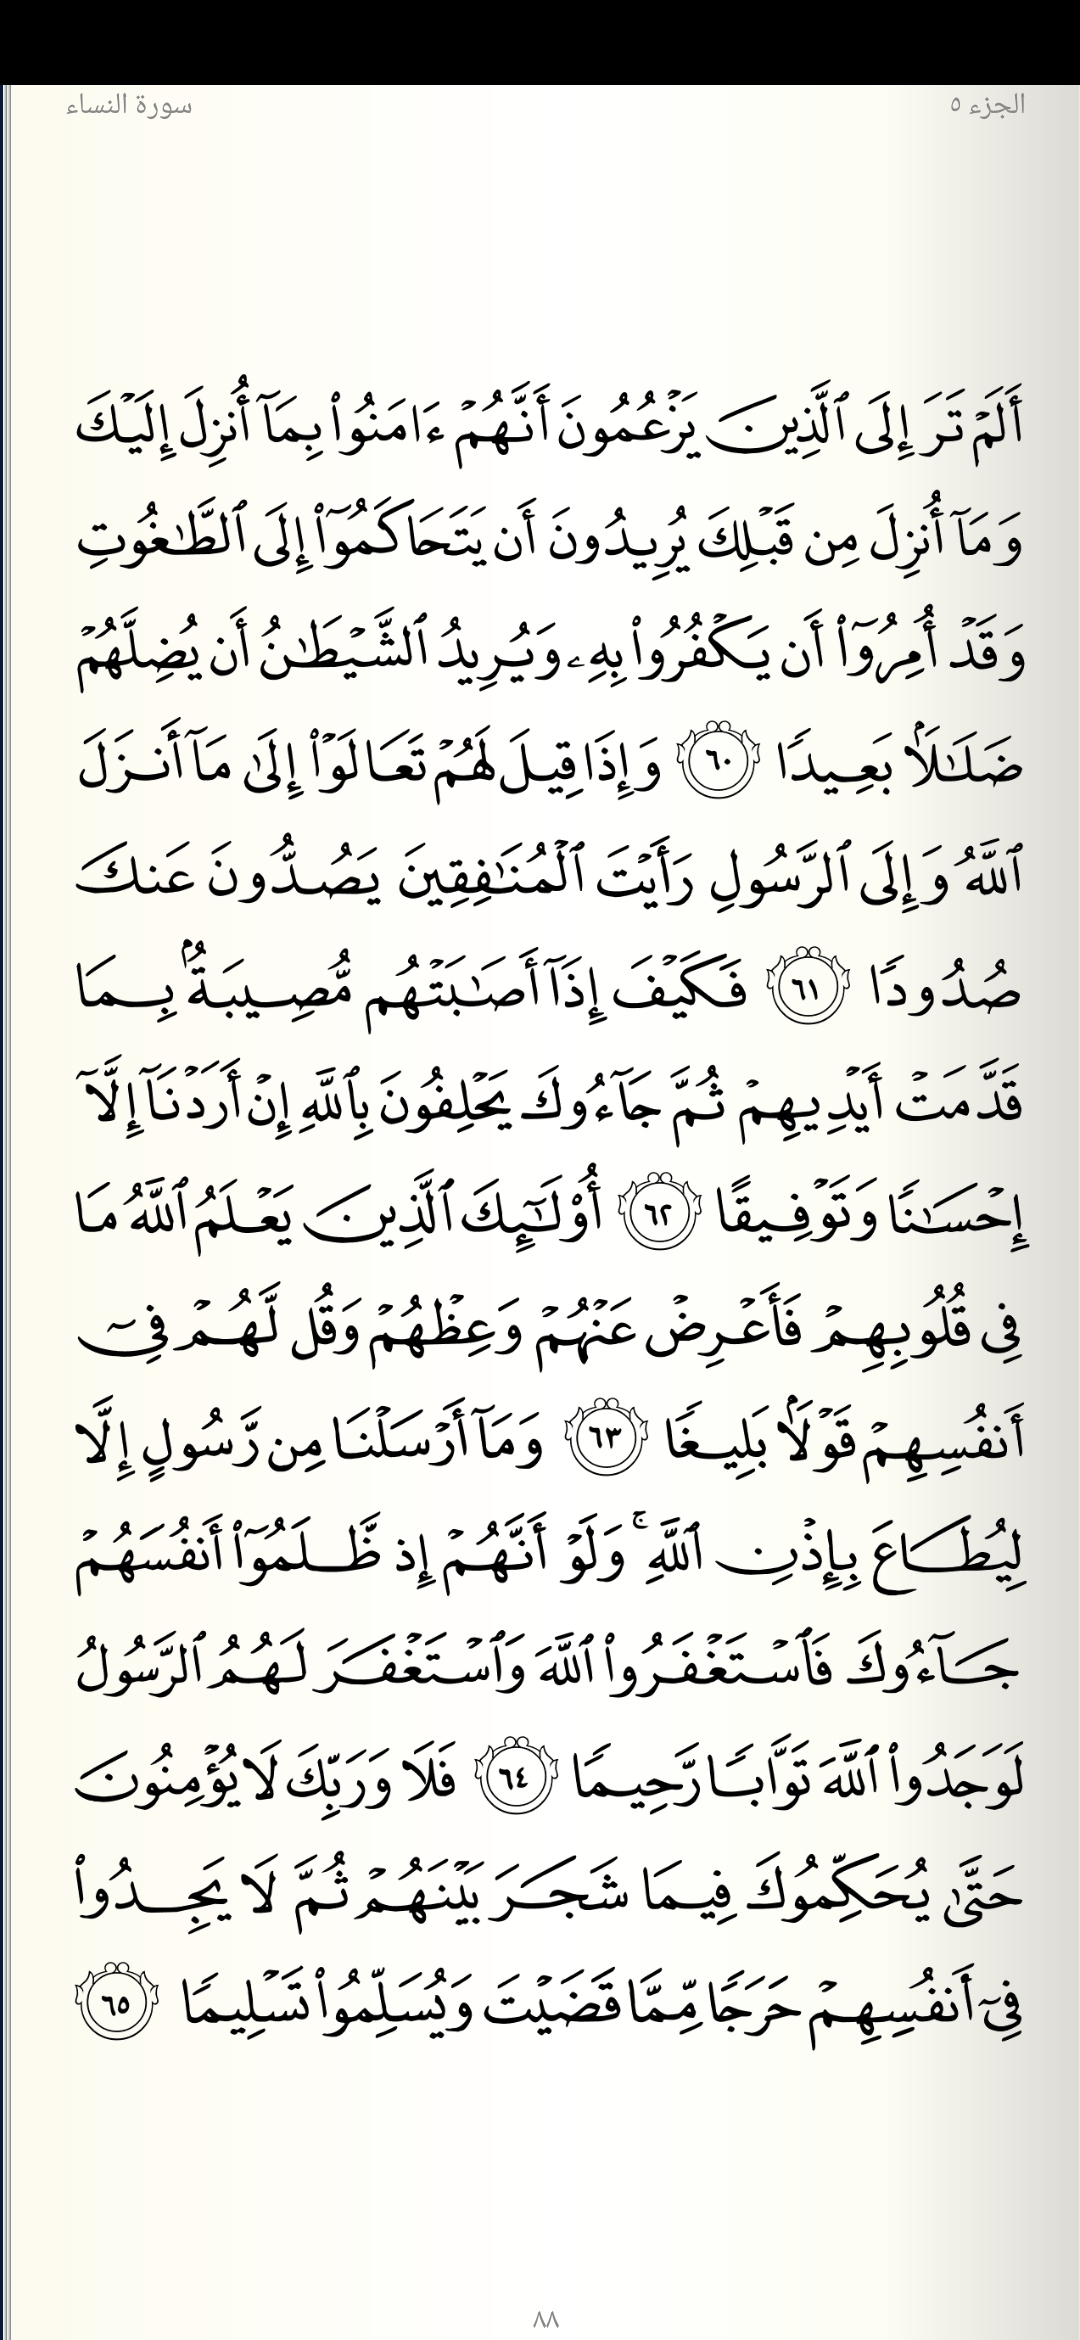 الجزء ٥
سورة النساء
أَلَمۡ تَرَ إِلَى ٱلَّذِينَ يَزۡعُمُونَ أَنَّهُمۡ ءَامَنُواْ بِمَآ أُنزِلَ إِلَيۡكَ
وَمَآ أُنزِلَ مِن قَبۡلِكَ يُرِيدُونَ أَن يَتَحَاكَمُوٓاْ إِلَى ٱلطَّٰغُوتِ
وَقَدۡ أُمِرُوٓاْ أَن يَكۡفُرُواْ بِهِۦ وَيُرِيدُ ٱلشَّيۡطَٰنُ أَن يُضِلَّهُمۡ
ضَلَٰلَۢا بَعِيدٗا ٦٠ وَإِذَا قِيلَ لَهُمۡ تَعَالَوۡاْ إِلَىٰ مَآ أَنزَلَ
ٱللَّهُ وَإِلَى ٱلرَّسُولِ رَأَيۡتَ ٱلۡمُنَٰفِقِينَ يَصُدُّونَ عَنكَ
صُدُودٗا ٦١ فَكَيۡفَ إِذَآ أَصَٰبَتۡهُم مُّصِيبَةُۢ بِمَا
قَدَّمَتۡ أَيۡدِيهِمۡ ثُمَّ جَآءُوكَ يَحۡلِفُونَ بِٱللَّهِ إِنۡ أَرَدۡنَآ إِلَّآ
إِحۡسَٰنٗا وَتَوۡفِيقًا ٦٢ أُوْلَٰٓئِكَ ٱلَّذِينَ يَعۡلَمُ ٱللَّهُ مَا
فِي قُلُوبِهِمۡ فَأَعۡرِضۡ عَنۡهُمۡ وَعِظۡهُمۡ وَقُل لَّهُمۡ فِيٓ
أَنفُسِهِمۡ قَوۡلَۢا بَلِيغٗا ٦٣ وَمَآ أَرۡسَلۡنَا مِن رَّسُولٍ إِلَّا
لِيُطَاعَ بِإِذۡنِ ٱللَّهِۚ وَلَوۡ أَنَّهُمۡ إِذ ظَّلَمُوٓاْ أَنفُسَهُمۡ
جَآءُوكَ فَٱسۡتَغۡفَرُواْ ٱللَّهَ وَٱسۡتَغۡفَرَ لَهُمُ ٱلرَّسُولُ
لَوَجَدُواْ ٱللَّهَ تَوَّابٗا رَّحِيمٗا ٦٤ فَلَا وَرَبِّكَ لَا يُؤۡمِنُونَ
حَتَّىٰ يُحَكِّمُوكَ فِيمَا شَجَرَ بَيۡنَهُمۡ ثُمَّ لَا يَجِدُواْ
فِيٓ أَنفُسِهِمۡ حَرَجٗا مِّمَّا قَضَيۡتَ وَيُسَلِّمُواْ تَسۡلِيمٗا ٦٥
٨٨